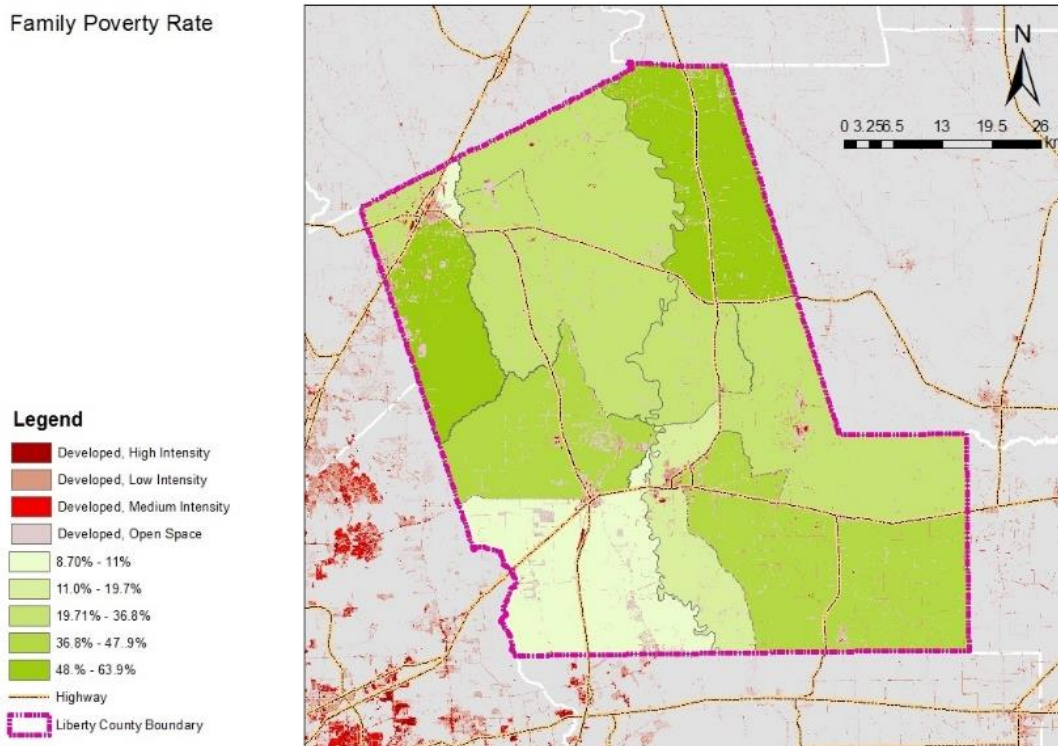 Family Poverty Rate
N
0 3.256.5 13 19.5 26
km
Legend
Developed, High Intensity
Developed, Low Intensity
Developed, Medium Intensity
Developed, Open Space
8.70% - 11%
11.0% - 19.7%
19.71% - 36.8%
36.8% - 47.9%
48.% - 63.9%
Highway
Liberty County Boundary